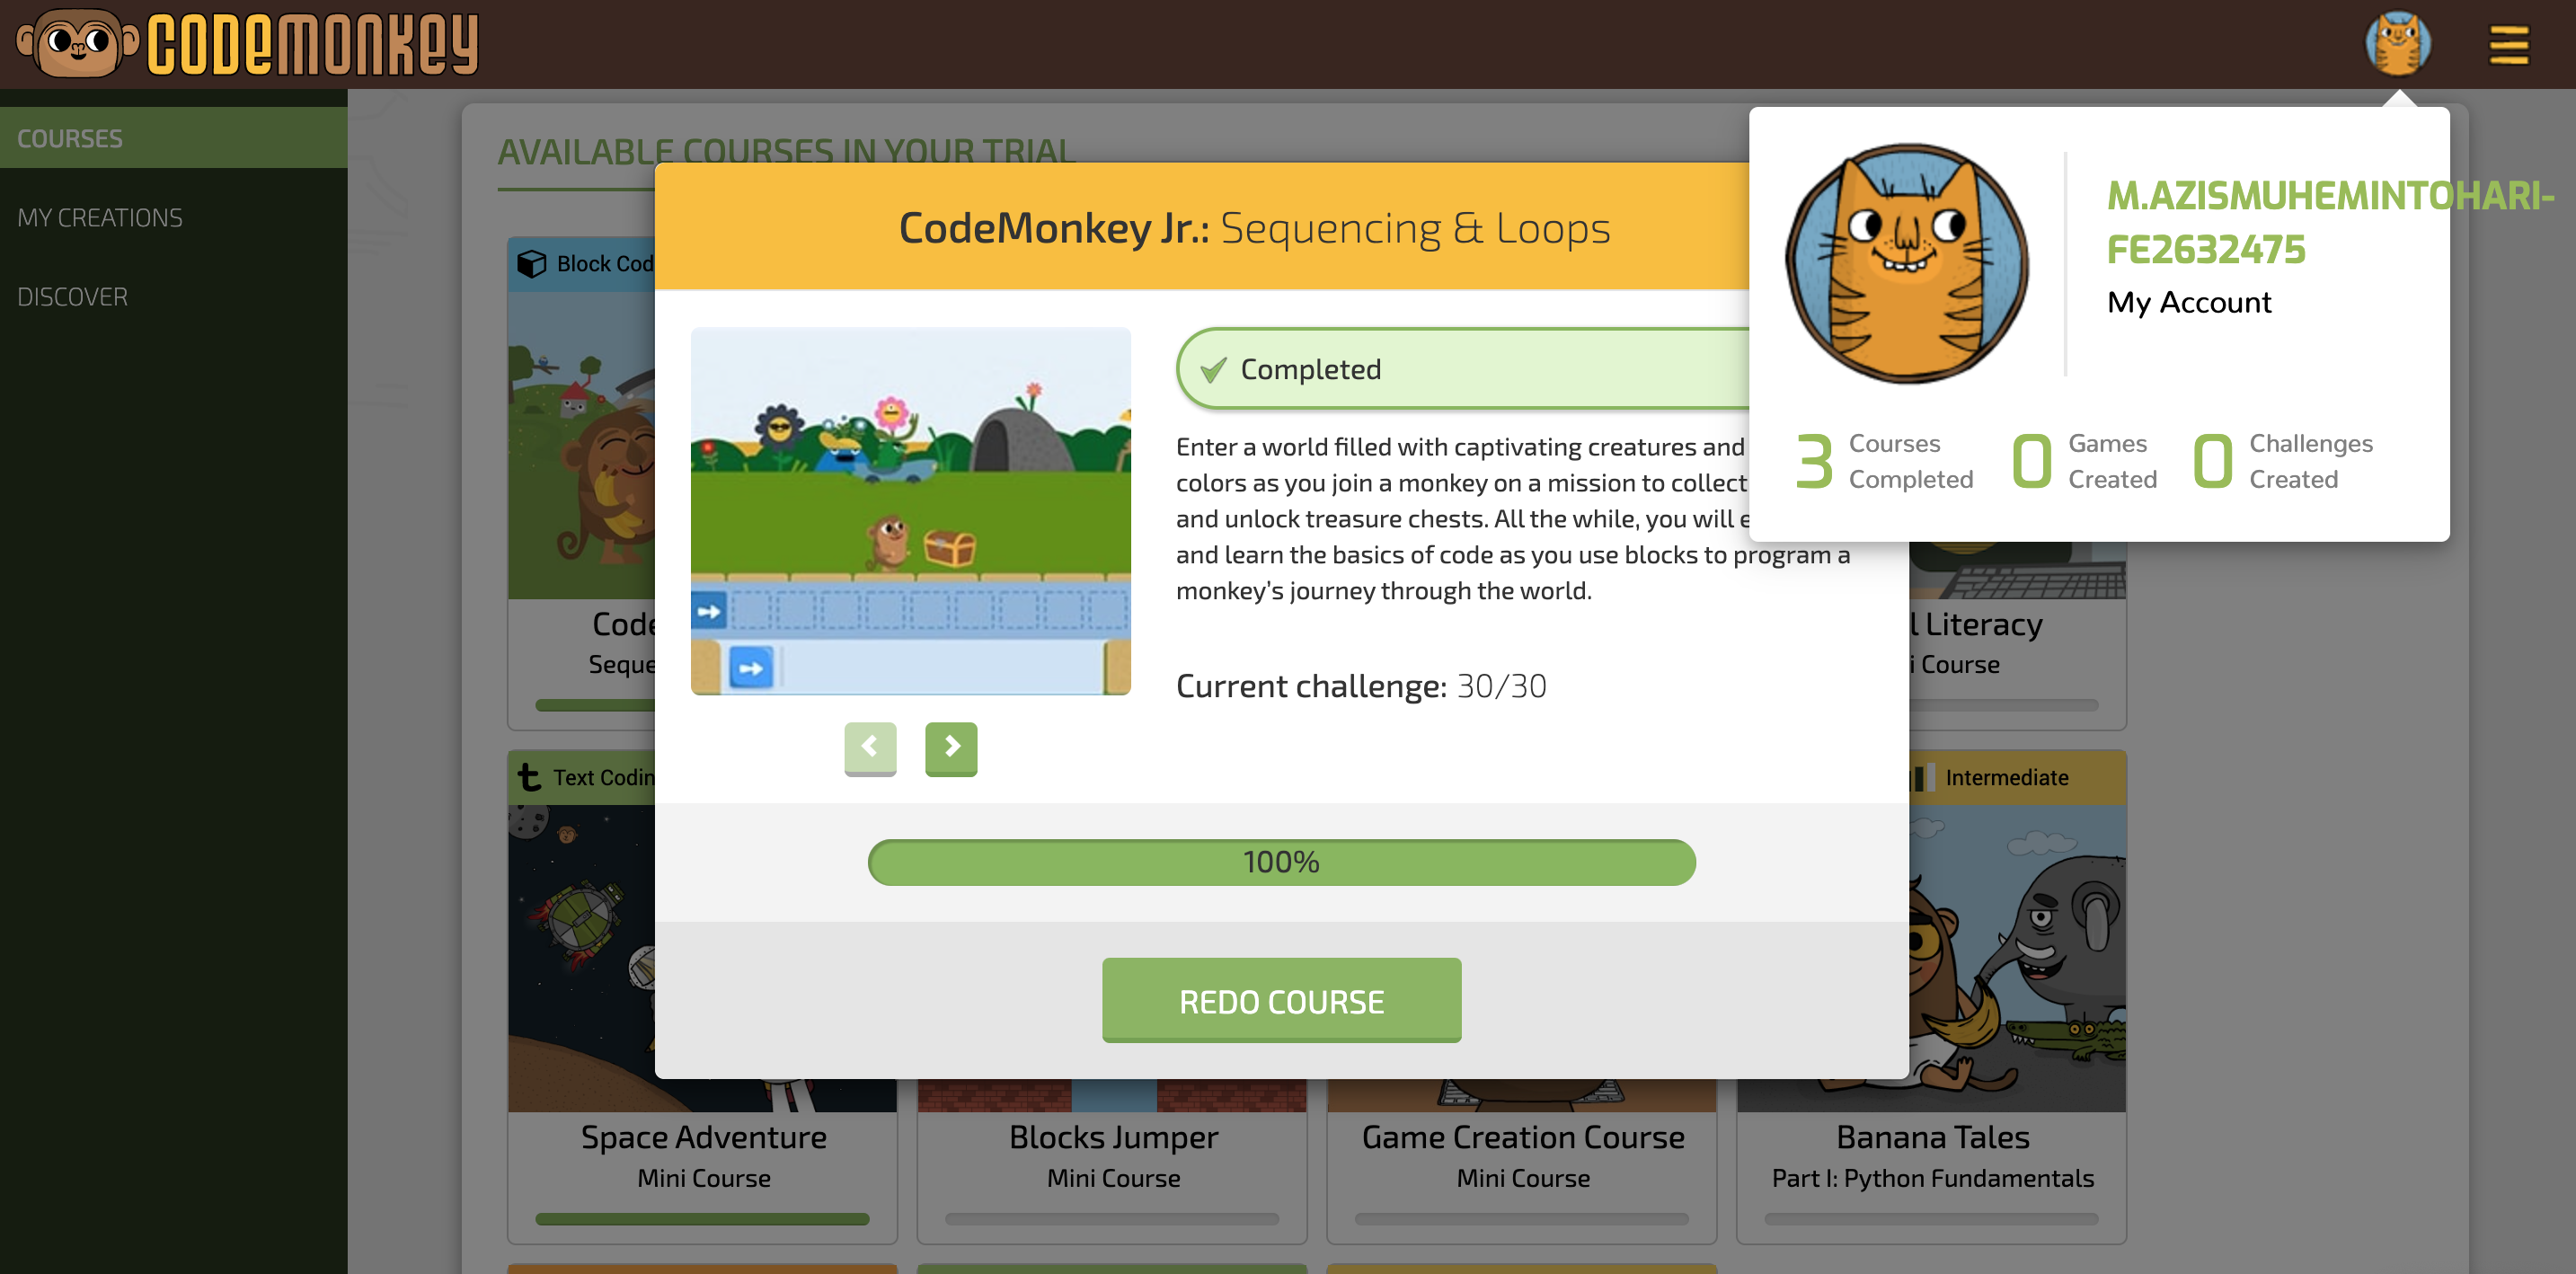 CODEMONKEY
COURSES
MY CREATIONS
DISCOVER
AVAILABLE COURSES IN YOUR TRIAL
M.AZISMUHEMINTOHARI-
FE2632475
My Account
3 Courses Completed
0 Games Created
0 Challenges Created
CodeMonkey Jr.: Sequencing & Loops
Completed
Enter a world filled with captivating creatures and
colors as you join a monkey on a mission to collect
and unlock treasure chests. All the while, you will e
and learn the basics of code as you use blocks to program a
monkey's journey through the world.
Current challenge: 30/30
100%
REDO COURSE
Block Cod
Code
Seque
l Literacy
i Course
t Text Codin
Intermediate
Space Adventure
Mini Course
Blocks Jumper
Mini Course
Game Creation Course
Mini Course
Banana Tales
Part I: Python Fundamentals